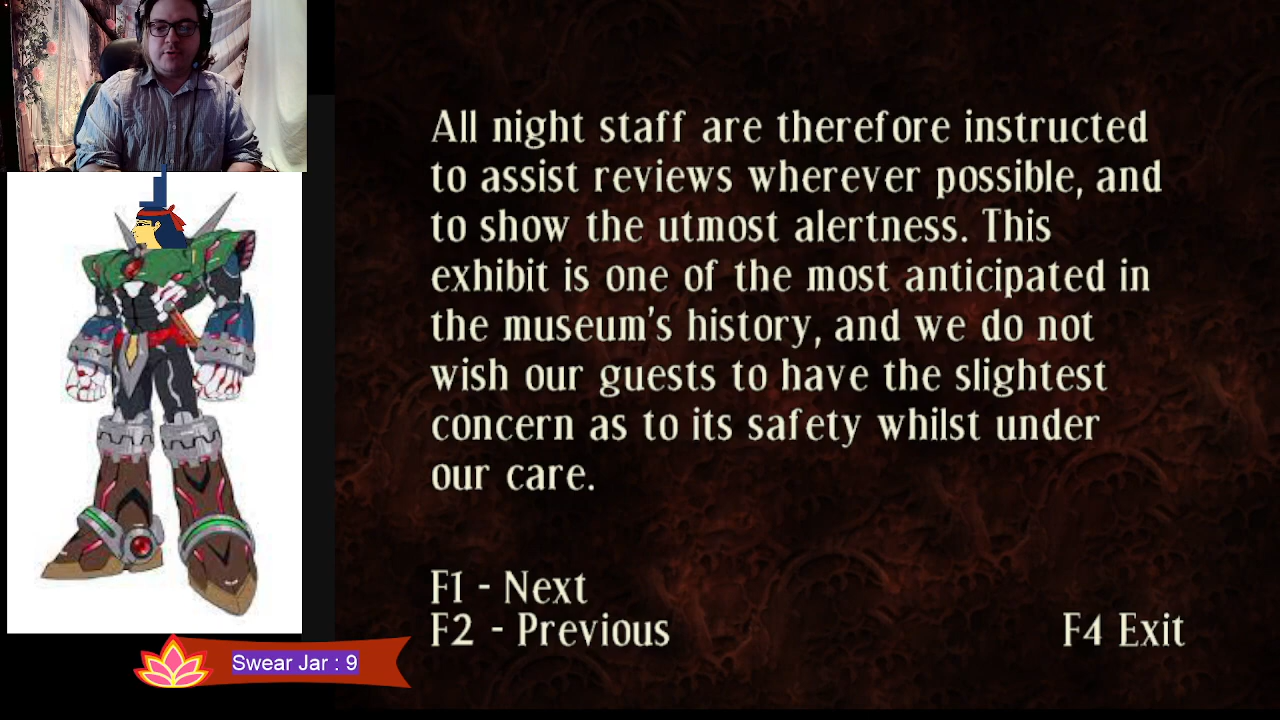 All night staff are therefore instructed
to assist reviews wherever possible, and
to show the utmost alertness. This
exhibit is one of the most anticipated in
the museum's history, and we do not
wish our guests to have the slightest
concern as to its safety whilst under
our care.
F1 - Next
F2 - Previous
F4 Exit
Swear Jar : 9